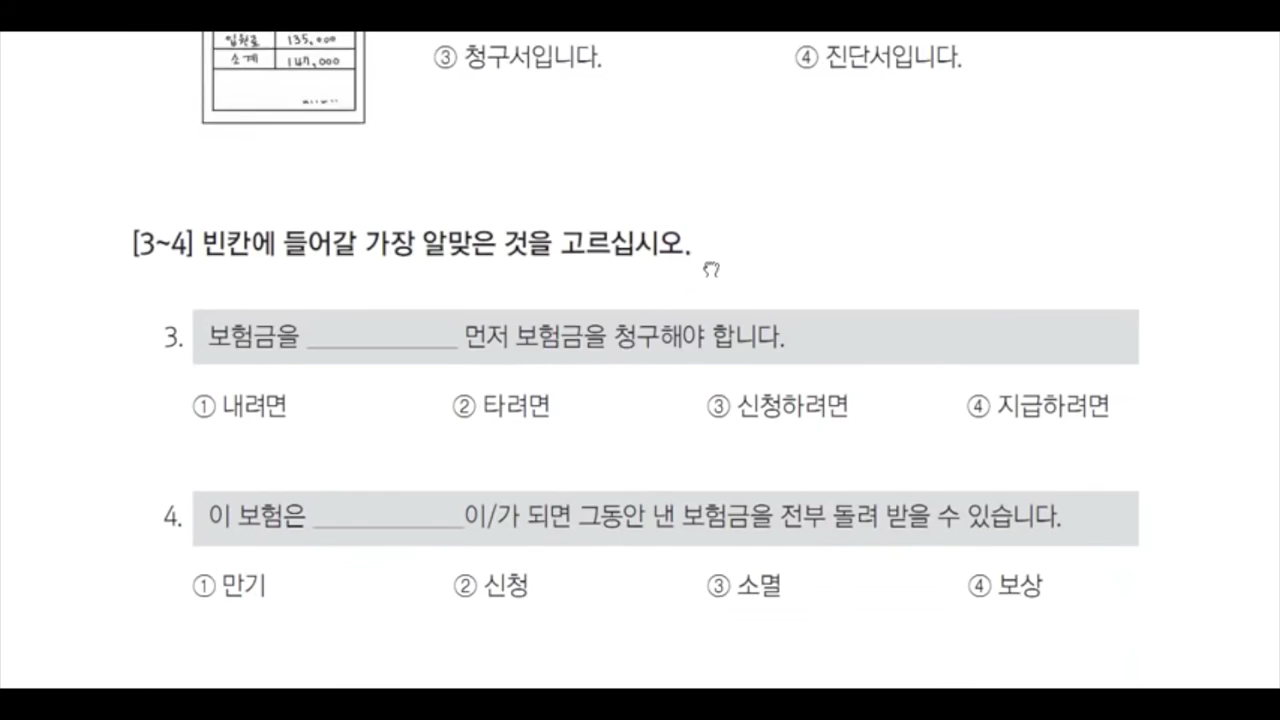 입원료 135,000
소계 147,000
③ 청구서입니다. ④ 진단서입니다.
[3~4] 빈칸에 들어갈 가장 알맞은 것을 고르십시오.
3. 보험금을 ____________ 먼저 보험금을 청구해야 합니다.
① 내려면 ② 타려면 ③ 신청하려면 ④ 지급하려면
4. 이 보험은 ____________이/가 되면 그동안 낸 보험금을 전부 돌려 받을 수 있습니다.
① 만기 ② 신청 ③ 소멸 ④ 보상